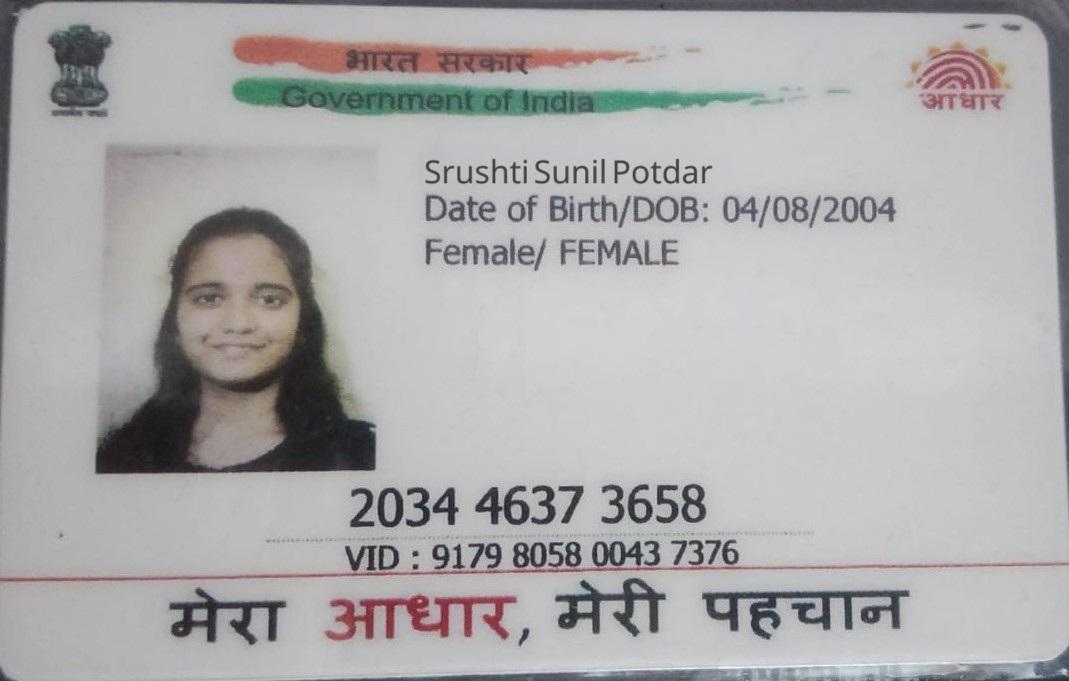 भारत सरकार
Government of India
आधार
Srushti Sunil Potdar
Date of Birth/DOB: 04/08/2004
Female/ FEMALE
2034 4637 3658
VID : 9179 8058 0043 7376
मेरा आधार, मेरी पहचान